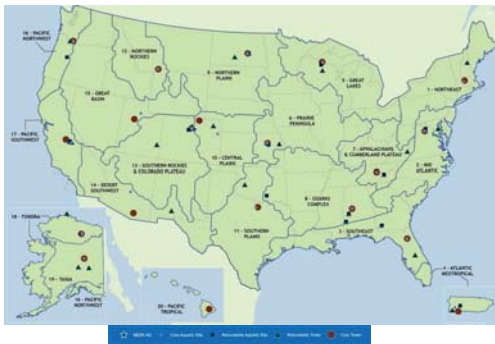 16 - PACIFIC
NORTHWEST
12 - NORTHERN
ROCKIES
9 - NORTHERN
PLAINS
5 - GREAT
LAKES
1 - NORTHEAST
15 - GREAT
BASIN
6 - PRAIRIE
PENINSULA
17 - PACIFIC
SOUTHWEST
7 - APPALACHIANS
& CUMBERLAND PLATEAU
2 - MID
ATLANTIC
13 - SOUTHERN ROCKIES
& COLORADO PLATEAU
10 - CENTRAL
PLAINS
14 - DESERT
SOUTHWEST
8 - OZARKS
COMPLEX
11 - SOUTHERN
PLAINS
3 - SOUTHEAST
18 - TUNDRA
4 - ATLANTIC
NEOTROPICAL
19 - TAIGA
16 - PACIFIC
NORTHWEST
20 - PACIFIC
TROPICAL
NEON HQ Core Aquatic Site Relocatable Aquatic Site Relocatable Tower Core Tower